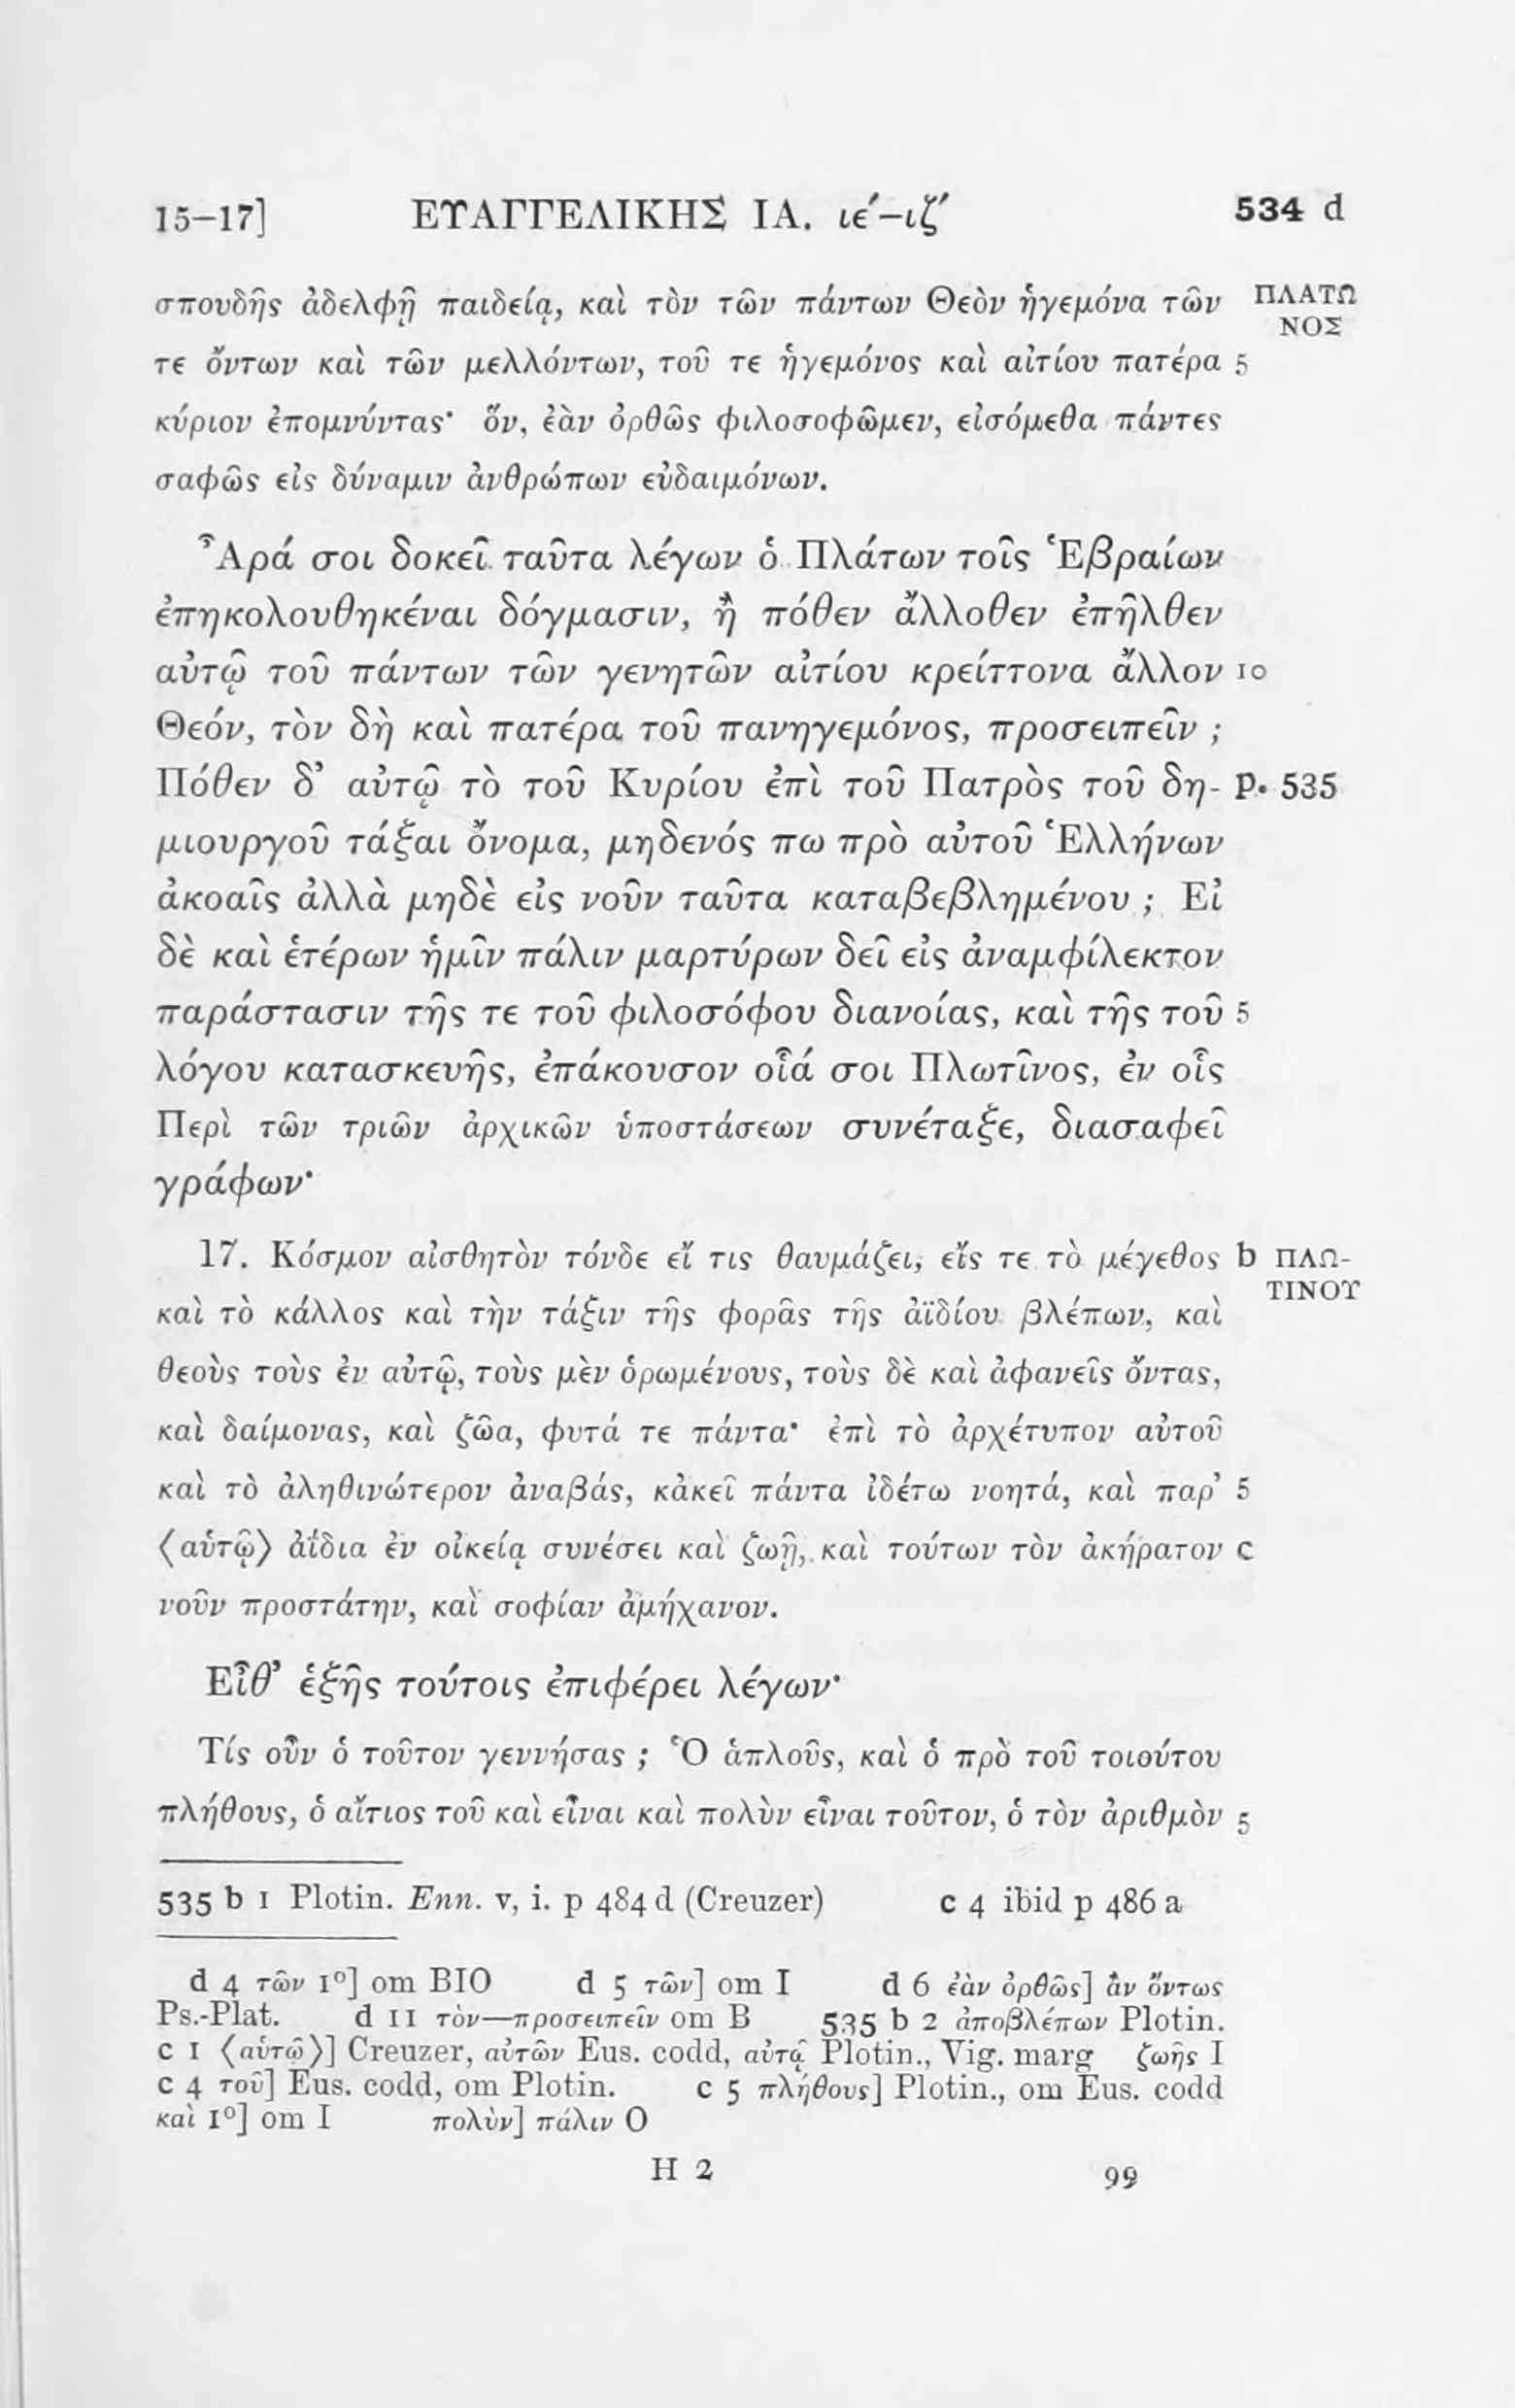 15–17] ΕΥΑΓΓΕΛΙΚΗΣ ΙΑ. ιέ–ιζ΄ 534 d
σπουδῆς ἀδελφῇ παιδείᾳ, καὶ τὸν τῶν πάντων Θεὸν ἡγεμόνα τῶν ΠΛΑΤΩ
ΝΟΣ
τε ὄντων καὶ τῶν μελλόντων, τοῦ τε ἡγεμόνος καὶ αἰτίου πατέρα 5
κύριον ἐπομνύντας· ὅν, ἐὰν ὀρθῶς φιλοσοφῶμεν, εἰσόμεθα πάντες
σαφῶς εἰς δύναμιν ἀνθρώπων εὐδαιμόνων.
Ἆρά σοι δοκεῖ ταῦτα λέγων ὁ Πλάτων τοῖς Ἑβραίων
ἐπηκολουθηκέναι δόγμασιν, ἢ πόθεν ἄλλοθεν ἐπῆλθεν
αὐτῷ τοῦ πάντων τῶν γενητῶν αἰτίου κρείττονα ἄλλον 10
Θεόν, τὸν δὴ καὶ πατέρα τοῦ πανηγεμόνος, προσειπεῖν ;
Πόθεν δ’ αὐτῷ τὸ τοῦ Κυρίου ἐπὶ τοῦ Πατρὸς τοῦ δη- p. 535
μιουργοῦ τάξαι ὄνομα, μηδενός πω πρὸ αὐτοῦ Ἑλλήνων
ἀκοαῖς ἀλλὰ μηδὲ εἰς νοῦν ταῦτα καταβεβλημένου ; Εἰ
δὲ καὶ ἑτέρων ἡμῖν πάλιν μαρτύρων δεῖ εἰς ἀναμφίλεκτον
παράστασιν τῆς τε τοῦ φιλοσόφου διανοίας, καὶ τῆς τοῦ 5
λόγου κατασκευῆς, ἐπάκουσον οἷά σοι Πλωτῖνος, ἐν οἷς
Περὶ τῶν τριῶν ἀρχικῶν ὑποστάσεων συνέταξε, διασαφεῖ
γράφων·
17. Κόσμον αἰσθητὸν τόνδε εἴ τις θαυμάζει, εἴς τε τὸ μέγεθος b ΠΛΩ-
ΤΙΝΟΥ
καὶ τὸ κάλλος καὶ τὴν τάξιν τῆς φορᾶς τῆς ἀϊδίου βλέπων, καὶ
θεοὺς τοὺς ἐν αὐτῷ, τοὺς μὲν ὁρωμένους, τοὺς δὲ καὶ ἀφανεῖς ὄντας,
καὶ δαίμονας, καὶ ζῶα, φυτά τε πάντα· ἐπὶ τὸ ἀρχέτυπον αὐτοῦ
καὶ τὸ ἀληθινώτερον ἀναβάς, κἀκεῖ πάντα ἰδέτω νοητά, καὶ παρ’ 5
⟨αὑτῷ⟩ ἀΐδια ἐν οἰκείᾳ συνέσει καὶ ζωῇ, καὶ τούτων τὸν ἀκήρατον c
νοῦν προστάτην, καὶ σοφίαν ἀμήχανον.
Εἶθ’ ἑξῆς τούτοις ἐπιφέρει λέγων·
Τίς οὖν ὁ τοῦτον γεννήσας ; Ὁ ἁπλοῦς, καὶ ὁ πρὸ τοῦ τοιούτου
πλήθους, ὁ αἴτιος τοῦ καὶ εἶναι καὶ πολὺν εἶναι τοῦτον, ὁ τὸν ἀριθμὸν 5
535 b 1 Plotin. Enn. v, i. p 484 d (Creuzer) c 4 ibid p 486 a
d 4 τῶν 1º] om BIO d 5 τῶν] om I d 6 ἐὰν ὀρθῶς] ἂν ὄντως
Ps.-Plat. d 11 τὸν—προσειπεῖν om B 535 b 2 ἀποβλέπων Plotin.
c 1 ⟨αὑτῷ⟩] Creuzer, αὐτῶν Eus. codd, αὐτᾷ Plotin., Vig. marg ζωῆς I
c 4 τοῦ] Eus. codd, om Plotin. c 5 πλήθους] Plotin., om Eus. codd
καὶ 1º] om I πολὺν] πάλιν O
H 2 99